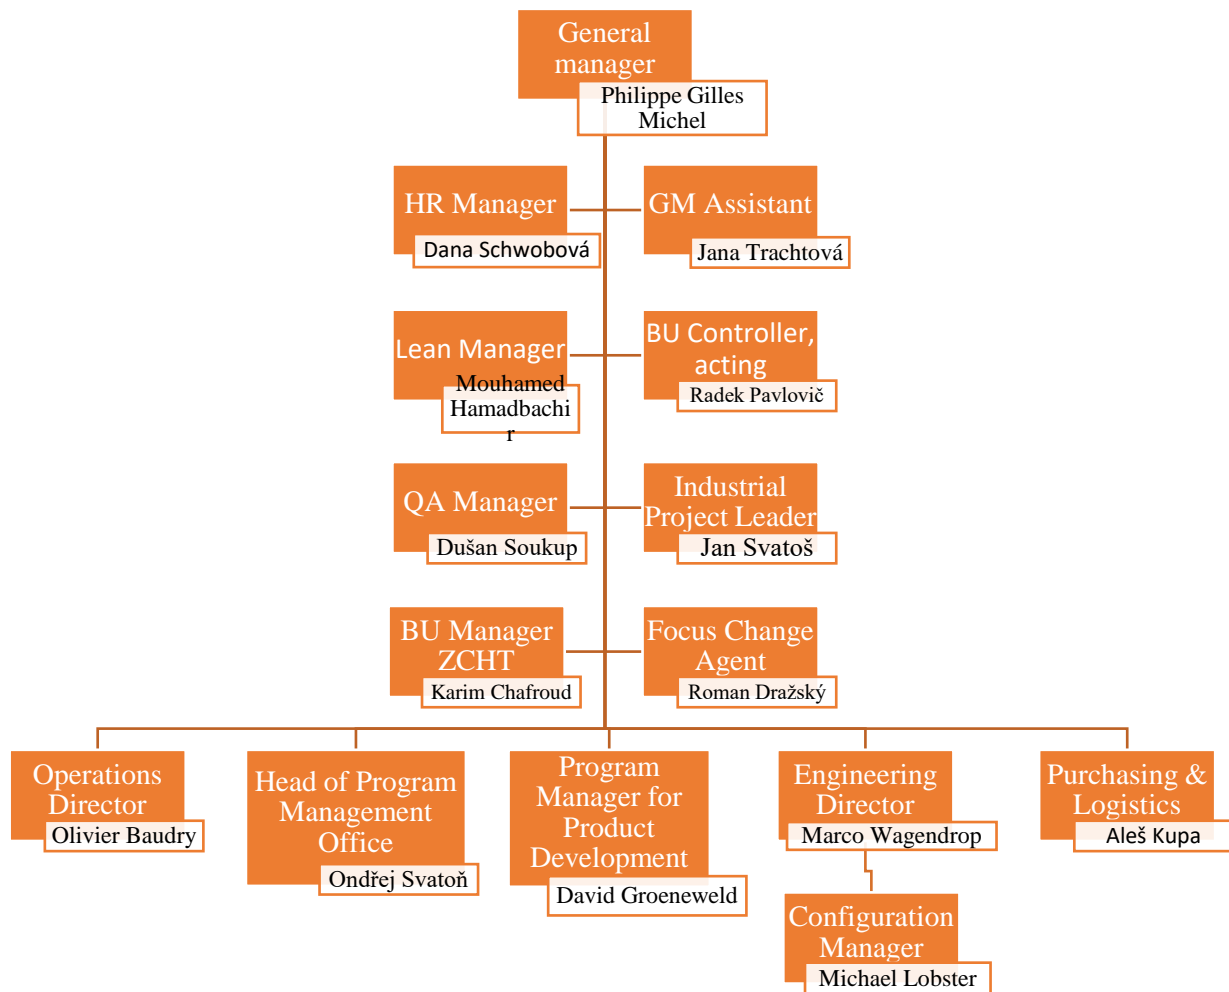 General
manager
Philippe Gilles
Michel
HR Manager
Dana Schwobová
GM Assistant
Jana Trachtová
Lean Manager
Mouhamed
Hamadbachi
r
BU Controller,
acting
Radek Pavlovič
QA Manager
Dušan Soukup
Industrial
Project Leader
Jan Svatoš
BU Manager
ZCHT
Karim Chafroud
Focus Change
Agent
Roman Dražský
Operations
Director
Olivier Baudry
Head of Program
Management
Office
Ondřej Svatoň
Program
Manager for
Product
Development
David Groeneweld
Engineering
Director
Marco Wagendrop
Purchasing &
Logistics
Aleš Kupa
Configuration
Manager
Michael Lobster